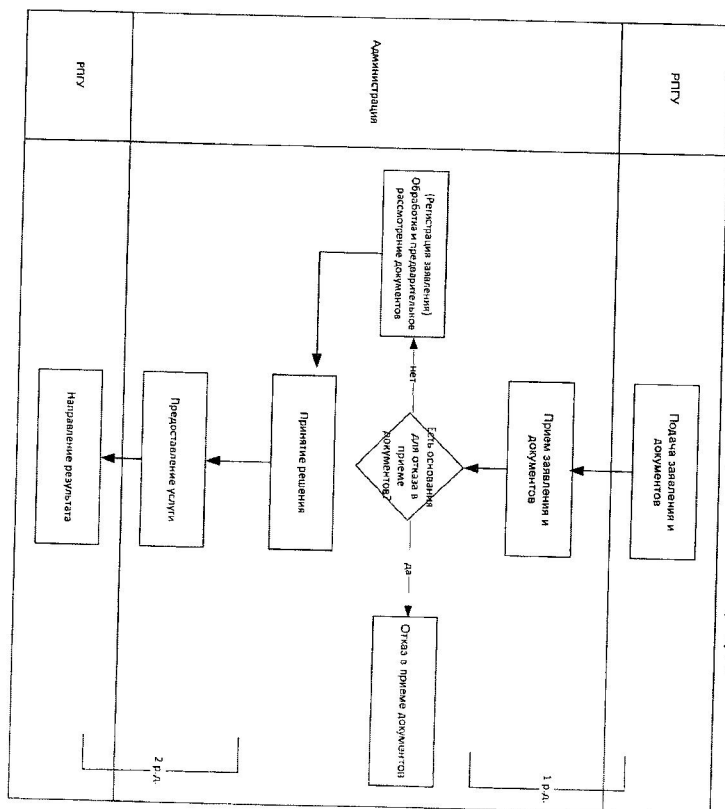 РПГУ
Подача заявления и
документов
1 р.д.
Администрация
Прием заявления и
документов
Есть основания
для отказа в
приеме
документов?
да
Отказ в приеме документов
нет
(Регистрация заявления)
Обработка и предварительное
рассмотрение документов
Принятие решения
Предоставление услуги
2 р.д.
РПГУ
Направление результата